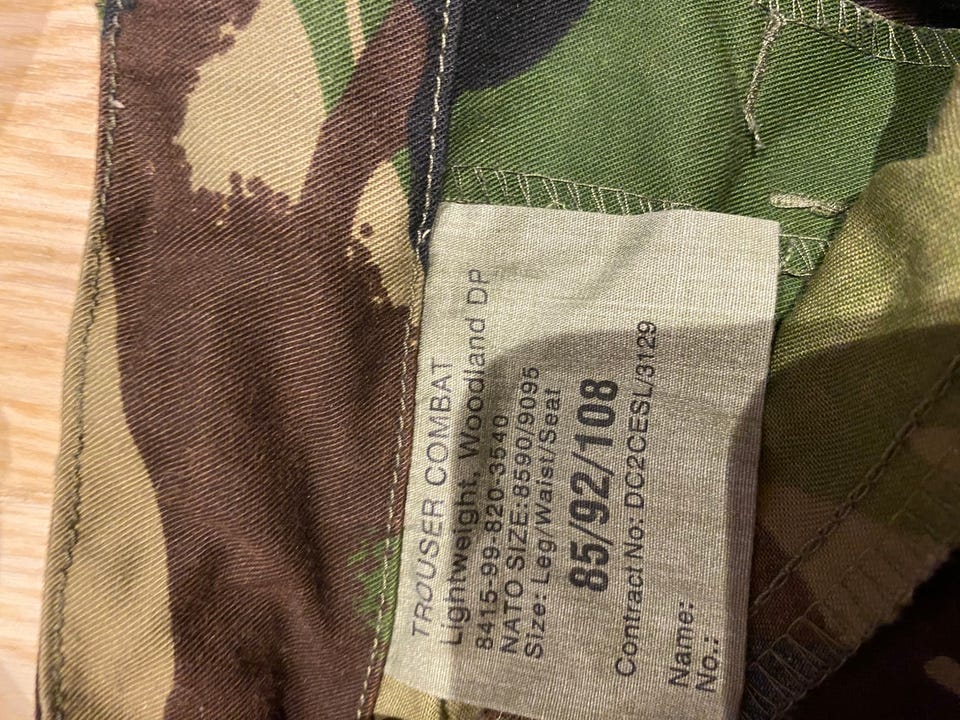 TROUSER COMBAT
Lightweight, Woodland DP
8415-99-820-3540
NATO SIZE:8590/9095
Size: Leg/Waist/Seat
85/92/108
Contract No: DC2CESL/3129
Name:
No.: